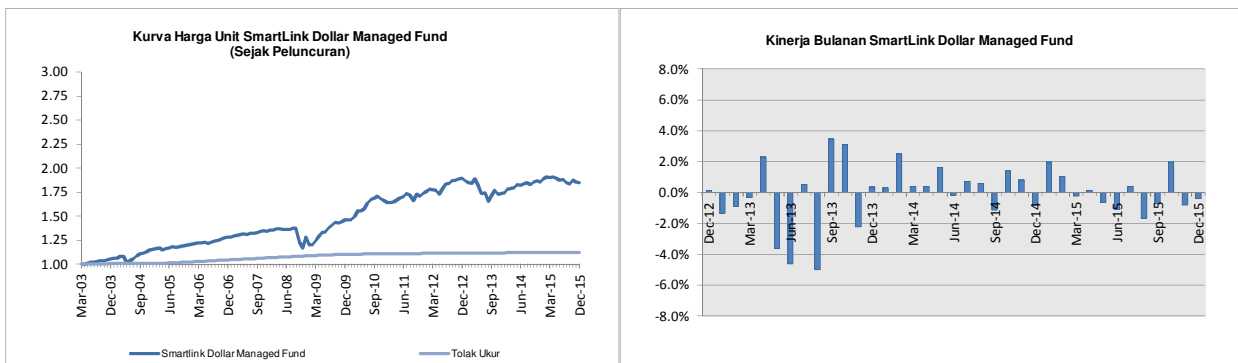 Kurva Harga Unit SmartLink Dollar Managed Fund
(Sejak Peluncuran)
3.00
2.75
2.50
2.25
2.00
1.75
1.50
1.25
1.00
Mar-03
Dec-03
Sep-04
Jun-05
Mar-06
Dec-06
Sep-07
Jun-08
Mar-09
Dec-09
Sep-10
Jun-11
Mar-12
Dec-12
Sep-13
Jun-14
Mar-15
Dec-15
Smartlink Dollar Managed Fund
Tolak Ukur
Kinerja Bulanan SmartLink Dollar Managed Fund
8.0%
6.0%
4.0%
2.0%
0.0%
-2.0%
-4.0%
-6.0%
-8.0%
Dec-12
Mar-13
Jun-13
Sep-13
Dec-13
Mar-14
Jun-14
Sep-14
Dec-14
Mar-15
Jun-15
Sep-15
Dec-15